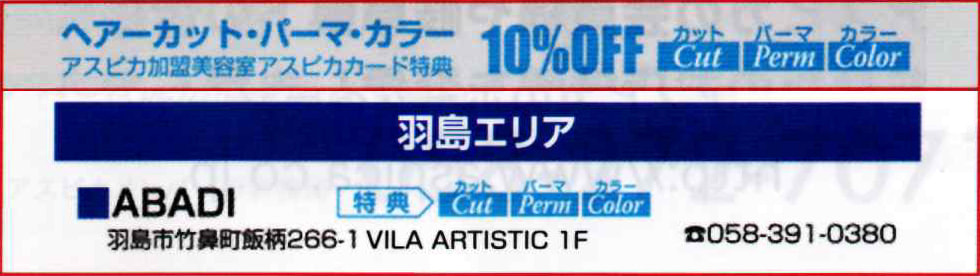 ヘアーカット・パーマ・カラー 10%OFF カット Cut パーマ Perm カラー Color
アスピカ加盟美容室アスピカカード特典
羽島エリア
■ABADI 特典 カット Cut パーマ Perm カラー Color
羽島市竹鼻町飯柄266-1 VILA ARTISTIC 1F ☎058-391-0380